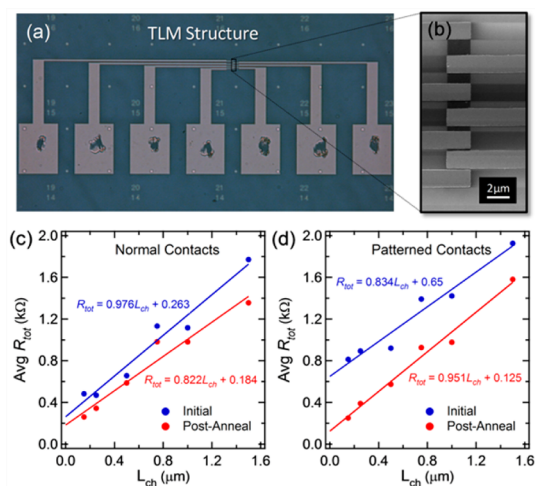 (a)
TLM Structure
(b)
2μm
(c)
Normal Contacts
Avg R_tot (kΩ)
2.0
1.6
1.2
0.8
0.4
0.0
R_tot = 0.976L_ch + 0.263
R_tot = 0.822L_ch + 0.184
Initial
Post-Anneal
0.0 0.4 0.8 1.2 1.6
L_ch (μm)
(d)
Patterned Contacts
Avg R_tot (kΩ)
2.0
1.6
1.2
0.8
0.4
0.0
R_tot = 0.834L_ch + 0.65
R_tot = 0.951L_ch + 0.125
Initial
Post-Anneal
0.0 0.4 0.8 1.2 1.6
L_ch (μm)